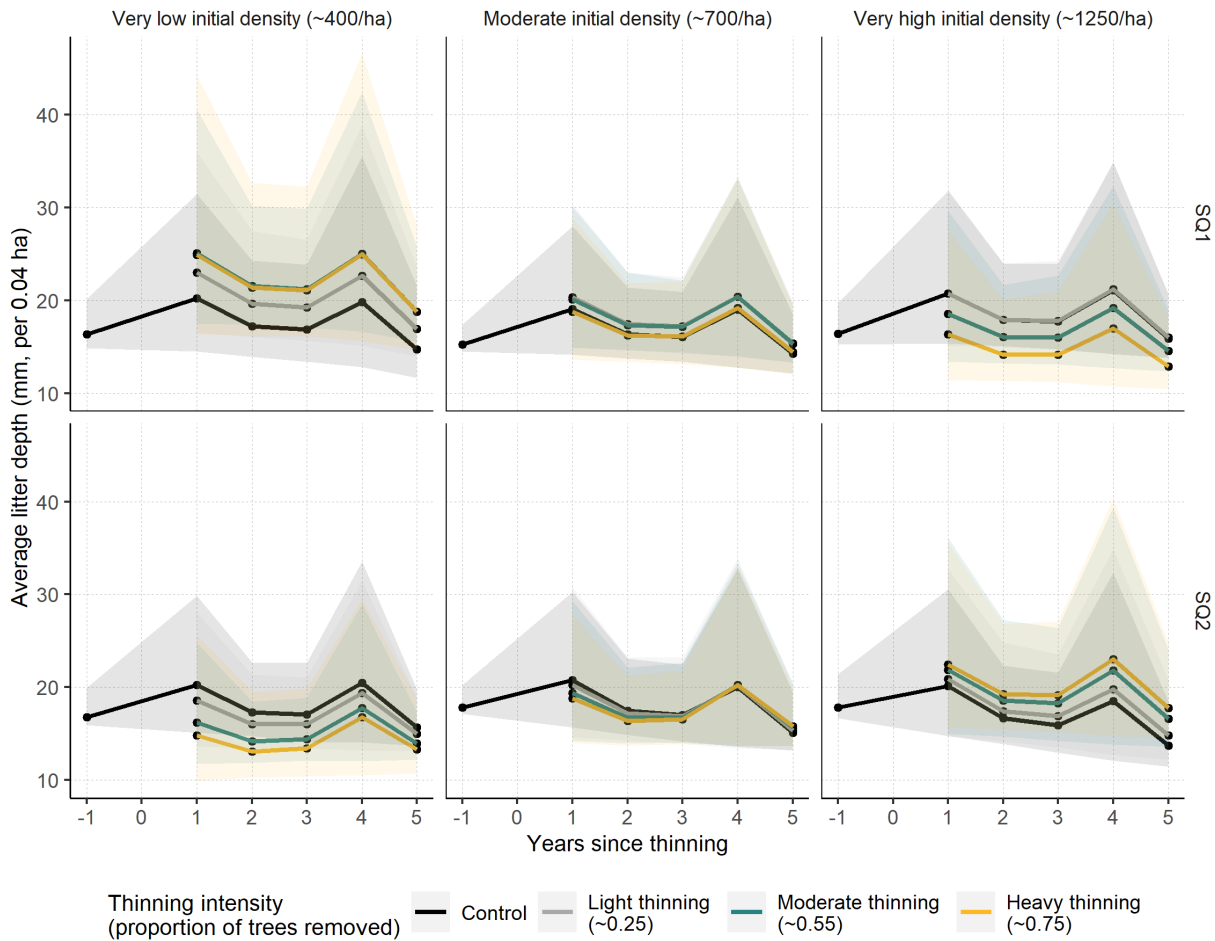 Very low initial density (~400/ha)
Moderate initial density (~700/ha)
Very high initial density (~1250/ha)
Average litter depth (mm, per 0.04 ha)
40
30
20
10
SQ1
40
30
20
10
SQ2
-1 0 1 2 3 4 5
-1 0 1 2 3 4 5
-1 0 1 2 3 4 5
Years since thinning
Thinning intensity
(proportion of trees removed)
Control
Light thinning
(~0.25)
Moderate thinning
(~0.55)
Heavy thinning
(~0.75)